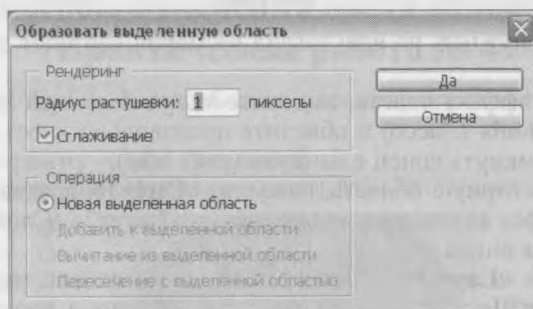 Образовать выделенную область
Рендеринг
Радиус растушевки: 1 пикселы
Сглаживание
Да
Отмена
Операция
Новая выделенная область
Добавить к выделенной области
Вычитание из выделенной области
Пересечение с выделенной областью